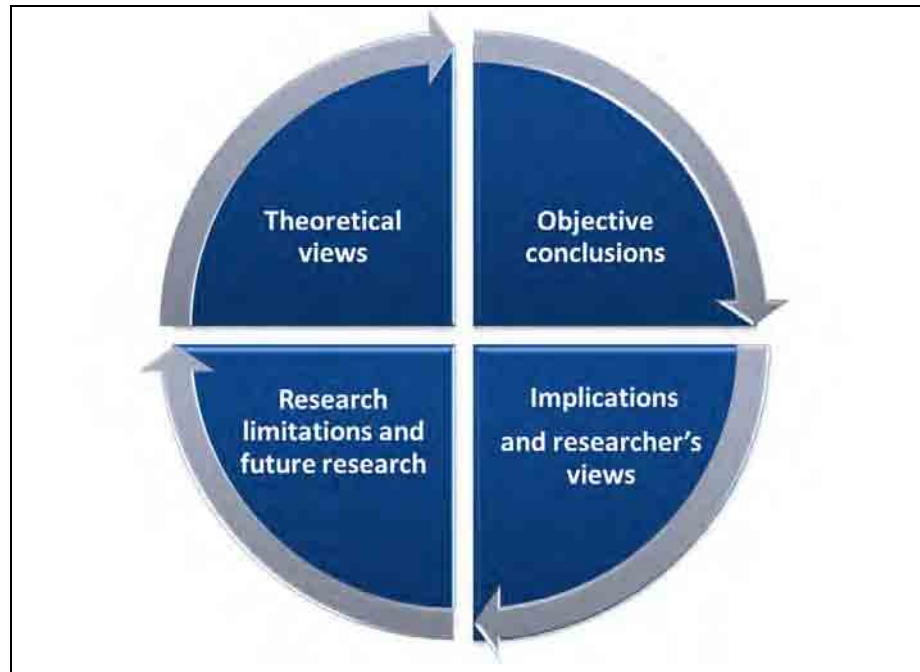 Theoretical
views
Objective
conclusions
Implications
and researcher's
views
Research
limitations and
future research